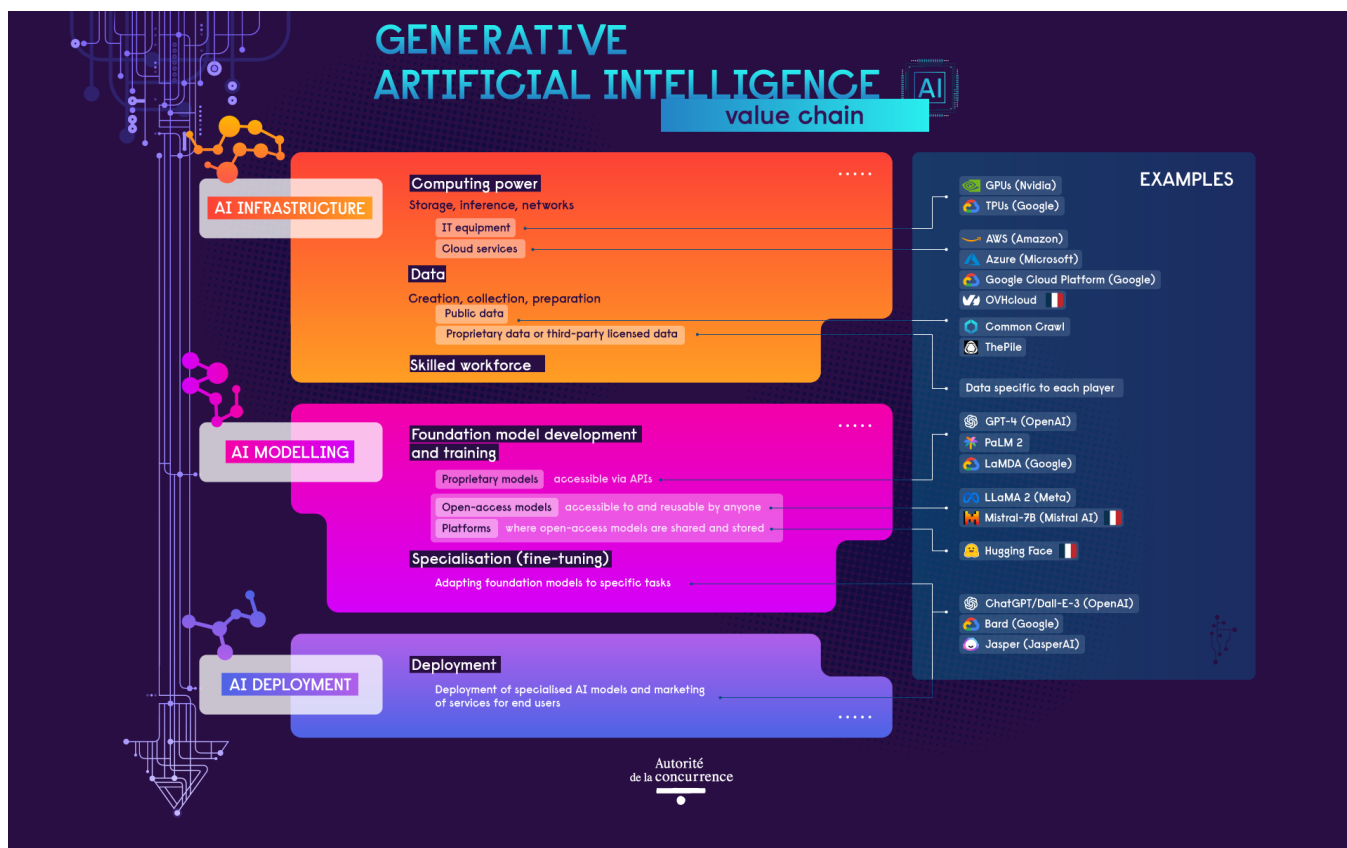 GENERATIVE
ARTIFICIAL INTELLIGENCE
AI
value chain
AI INFRASTRUCTURE
Computing power
Storage, inference, networks
IT equipment
Cloud services
Data
Creation, collection, preparation
Public data
Proprietary data or third-party licensed data
Skilled workforce
AI MODELLING
Foundation model development
and training
Proprietary models accessible via APIs
Open-access models accessible to and reusable by anyone
Platforms where open-access models are shared and stored
Specialisation (fine-tuning)
Adapting foundation models to specific tasks
AI DEPLOYMENT
Deployment
Deployment of specialised AI models and marketing
of services for end users
EXAMPLES
GPUs (Nvidia)
TPUs (Google)
AWS (Amazon)
Azure (Microsoft)
Google Cloud Platform (Google)
OVHcloud
Common Crawl
ThePile
Data specific to each player
GPT-4 (OpenAI)
PaLM 2
LaMDA (Google)
LLaMA 2 (Meta)
Mistral-7B (Mistral AI)
Hugging Face
ChatGPT/Dall-E-3 (OpenAI)
Bard (Google)
Jasper (JasperAI)
Autorité
de la concurrence